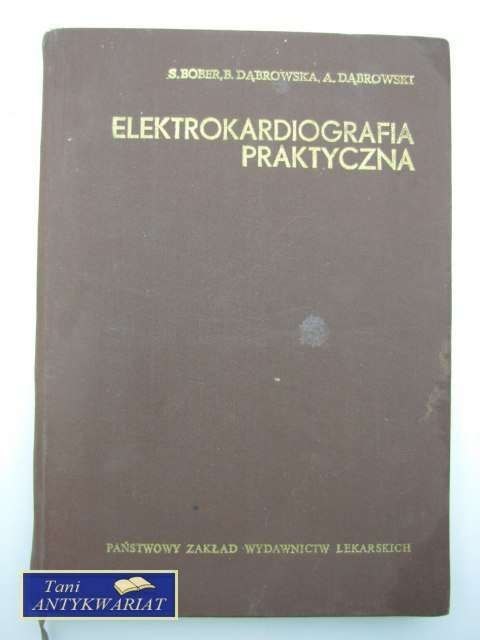 S. BOBER, B. DĄBROWSKA, A. DĄBROWSKI
ELEKTROKARDIOGRAFIA
PRAKTYCZNA
PAŃSTWOWY ZAKŁAD WYDAWNICTW LEKARSKICH
Tani
ANTYKWARIAT